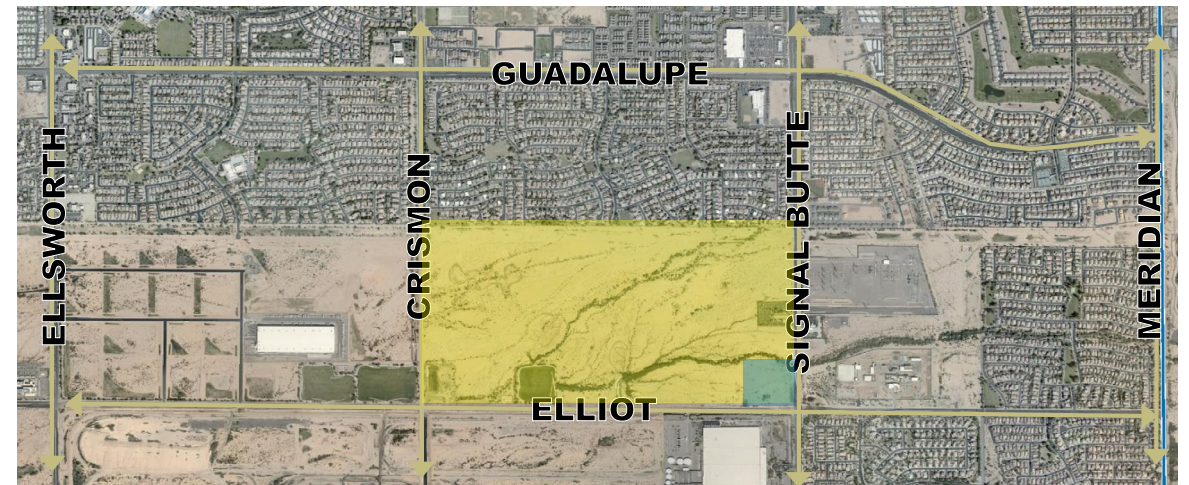 GUADALUPE
ELLSWORTH
CRISMON
SIGNAL BUTTE
MERIDIAN
ELLIOT